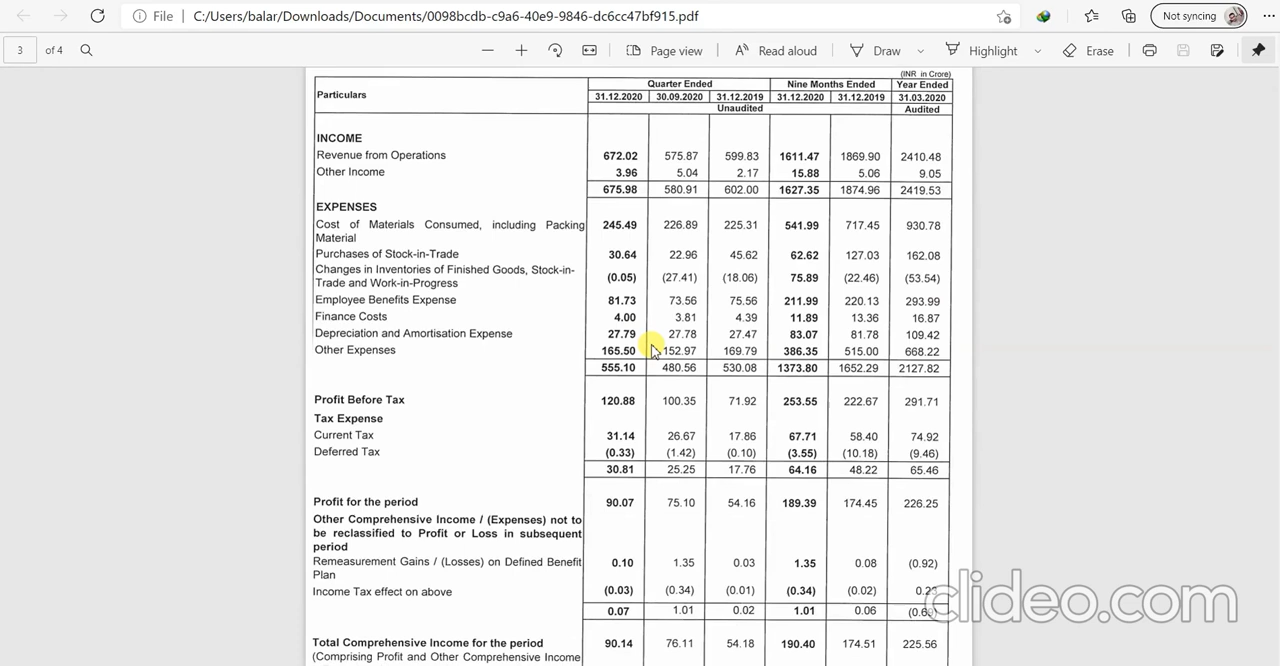 File C:/Users/balar/Downloads/Documents/0098bcdb-c9a6-40e9-9846-dc6cc47bf915.pdf Not syncing
3 of 4 Page view Read aloud Draw Highlight Erase
(INR in Crore)
Particulars Quarter Ended Nine Months Ended Year Ended
31.12.2020 30.09.2020 31.12.2019 31.12.2020 31.12.2019 31.03.2020
Unaudited Audited
INCOME
Revenue from Operations 672.02 575.87 599.83 1611.47 1869.90 2410.48
Other Income 3.96 5.04 2.17 15.88 5.06 9.05
675.98 580.91 602.00 1627.35 1874.96 2419.53
EXPENSES
Cost of Materials Consumed, including Packing
Material 245.49 226.89 225.31 541.99 717.45 930.78
Purchases of Stock-in-Trade 30.64 22.96 45.62 62.62 127.03 162.08
Changes in Inventories of Finished Goods, Stock-in-
Trade and Work-in-Progress (0.05) (27.41) (18.06) 75.89 (22.46) (53.54)
Employee Benefits Expense 81.73 73.56 75.56 211.99 220.13 293.99
Finance Costs 4.00 3.81 4.39 11.89 13.36 16.87
Depreciation and Amortisation Expense 27.79 27.78 27.47 83.07 81.78 109.42
Other Expenses 165.50 152.97 169.79 386.35 515.00 668.22
555.10 480.56 530.08 1373.80 1652.29 2127.82
Profit Before Tax 120.88 100.35 71.92 253.55 222.67 291.71
Tax Expense
Current Tax 31.14 26.67 17.86 67.71 58.40 74.92
Deferred Tax (0.33) (1.42) (0.10) (3.55) (10.18) (9.46)
30.81 25.25 17.76 64.16 48.22 65.46
Profit for the period 90.07 75.10 54.16 189.39 174.45 226.25
Other Comprehensive Income / (Expenses) not to
be reclassified to Profit or Loss in subsequent
period
Remeasurement Gains / (Losses) on Defined Benefit
Plan 0.10 1.35 0.03 1.35 0.08 (0.92)
Income Tax effect on above (0.03) (0.34) (0.01) (0.34) (0.02) 0.23
0.07 1.01 0.02 1.01 0.06 (0.69)
Total Comprehensive Income for the period 90.14 76.11 54.18 190.40 174.51 225.56
(Comprising Profit and Other Comprehensive Income
clideo.com